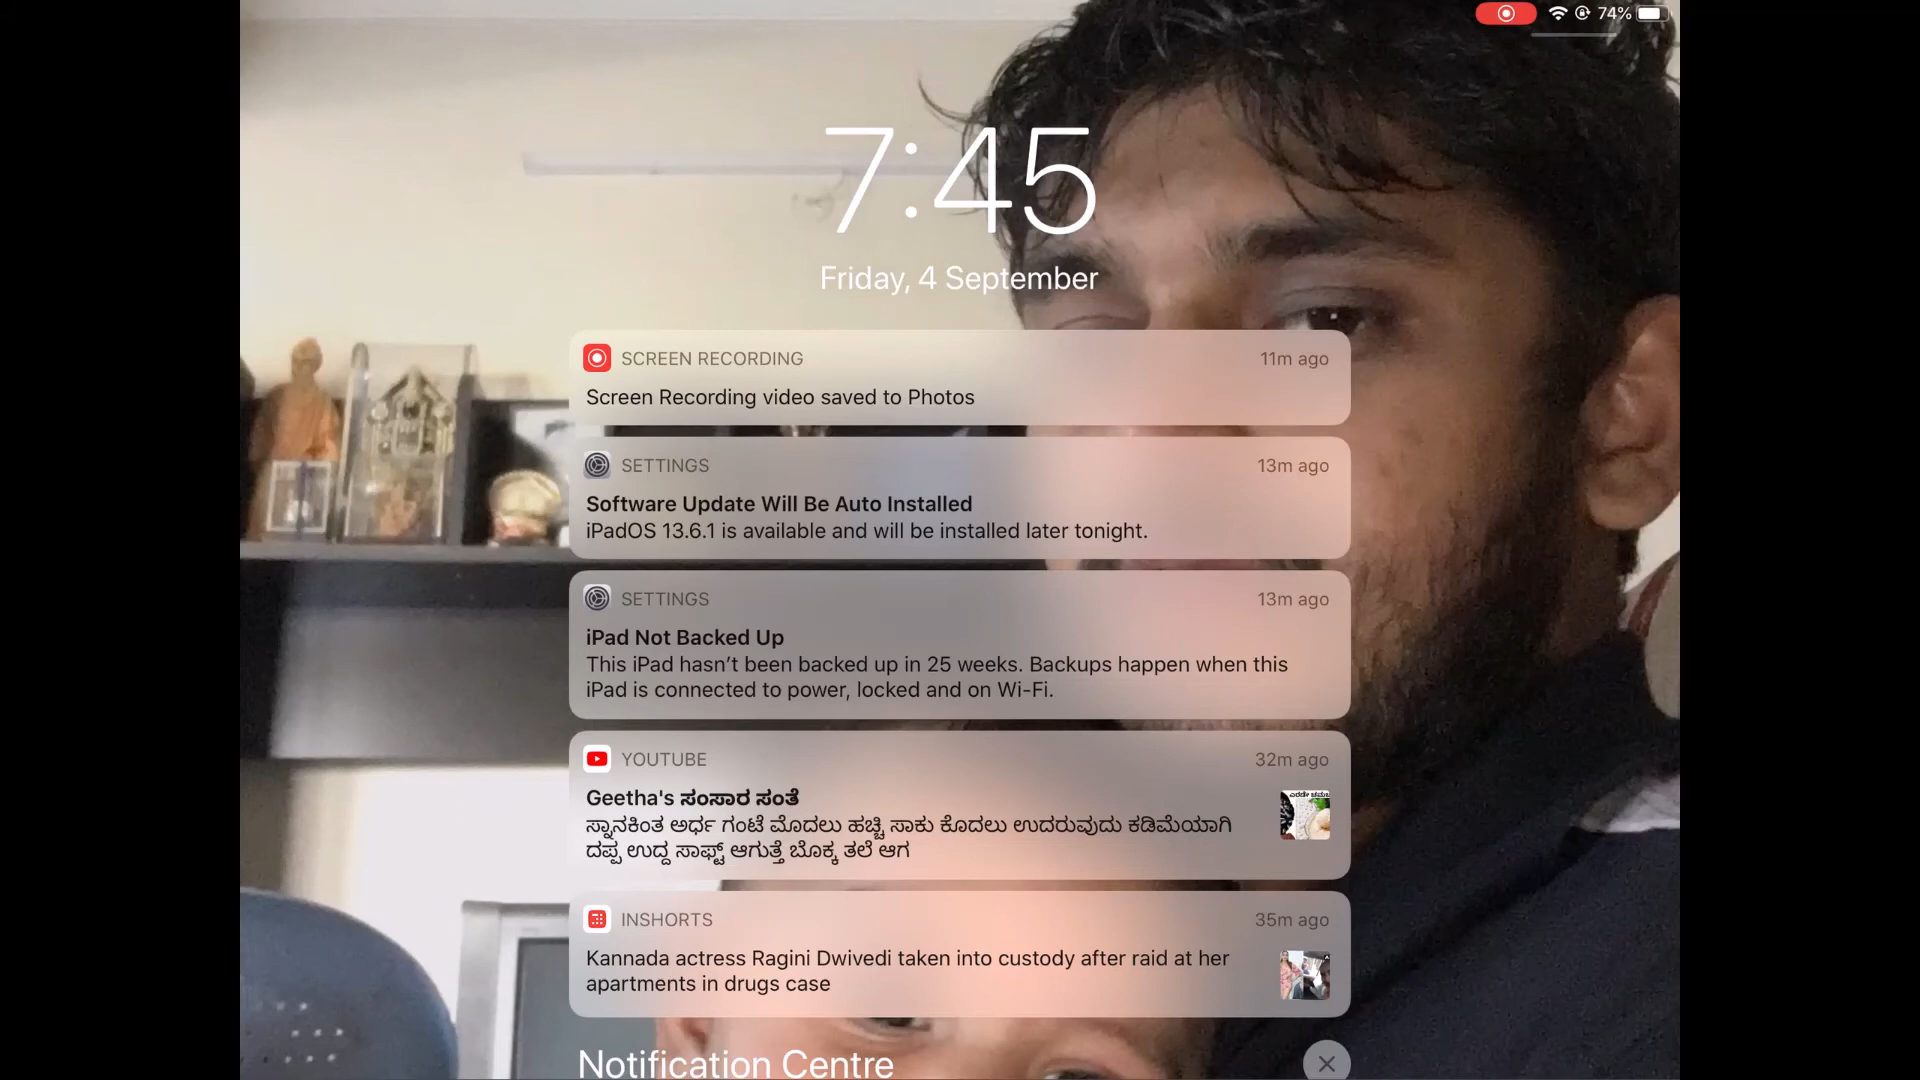 74%
7:45
Friday, 4 September
SCREEN RECORDING 11m ago
Screen Recording video saved to Photos
SETTINGS 13m ago
Software Update Will Be Auto Installed
iPadOS 13.6.1 is available and will be installed later tonight.
SETTINGS 13m ago
iPad Not Backed Up
This iPad hasn’t been backed up in 25 weeks. Backups happen when this
iPad is connected to power, locked and on Wi-Fi.
YOUTUBE 32m ago
Geetha's ಸಂಸಾರ ಸಂತೆ
ಸ್ನಾನಕಿಂತ ಅರ್ಧ ಗಂಟೆ ಮೊದಲು ಹಚ್ಚಿ ಸಾಕು ಕೊದಲು ಉದರುವುದು ಕಡಿಮೆಯಾಗಿ
ದಪ್ಪ ಉದ್ದ ಸಾಫ್ಟ್ ಆಗುತ್ತೆ ಬೊಕ್ಕ ತಲೆ ಆಗ
INSHORTS 35m ago
Kannada actress Ragini Dwivedi taken into custody after raid at her
apartments in drugs case
Notification Centre